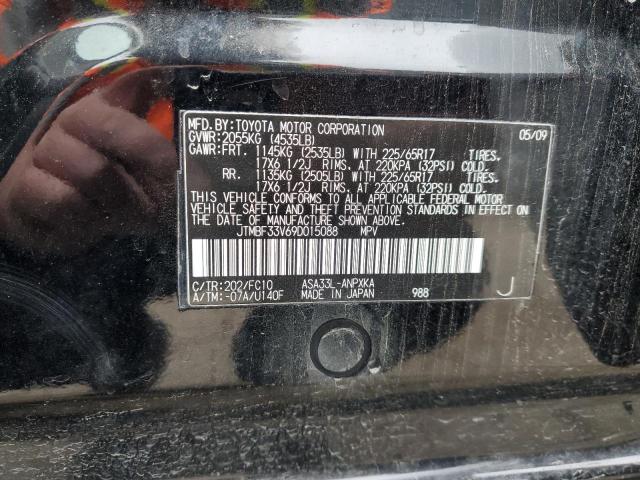 MFD.BY:TOYOTA MOTOR CORPORATION 05/09
GVWR:2055KG (4535LB)
GAWR:FRT. 1145KG (2535LB) WITH 225/65R17 TIRES,
17X6 1/2J RIMS, AT 220KPA (32PSI) COLD
RR. 1135KG (2505LB) WITH 225/65R17 TIRES,
17X6 1/2J RIMS, AT 220KPA (32PSI) COLD.
THIS VEHICLE CONFORMS TO ALL APPLICABLE FEDERAL MOTOR
VEHICLE SAFETY AND THEFT PREVENTION STANDARDS IN EFFECT ON
THE DATE OF MANUFACTURE SHOWN ABOVE.
JTMBF33V69D015088 MPV
C/TR:202/FC10 ASA33L-ANPXKA
A/TM:-07A/U140F MADE IN JAPAN 988 J